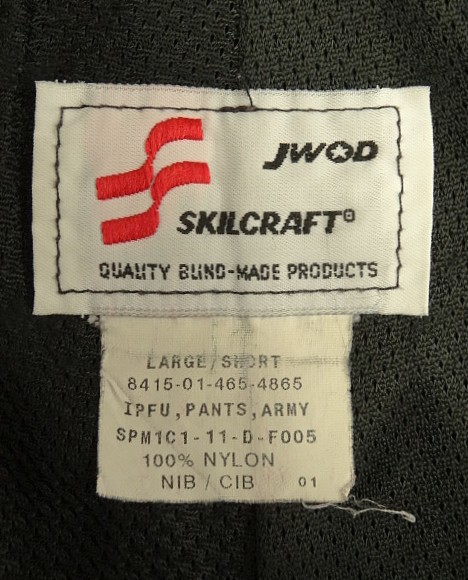 JWOD
SKILCRAFT®
QUALITY BLIND-MADE PRODUCTS
LARGE/SHORT
8415-01-465-4865
IPFU, PANTS, ARMY
SPM1C1-11-D-F005
100% NYLON
NIB / CIB 01